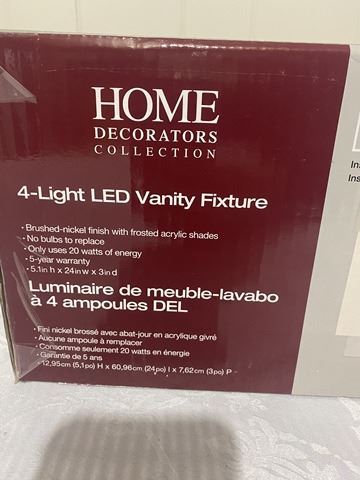 HOME
DECORATORS
COLLECTION
4-Light LED Vanity Fixture
• Brushed-nickel finish with frosted acrylic shades
• No bulbs to replace
• Only uses 20 watts of energy
• 5-year warranty
• 5.1in h x 24in w x 3in d
Luminaire de meuble-lavabo
à 4 ampoules DEL
• Fini nickel brossé avec abat-jour en acrylique givré
• Aucune ampoule à remplacer
• Consomme seulement 20 watts en énergie
• Garantie de 5 ans
• 12,95cm (5,1po) H x 60,96cm (24po) l x 7,62cm (3po) P